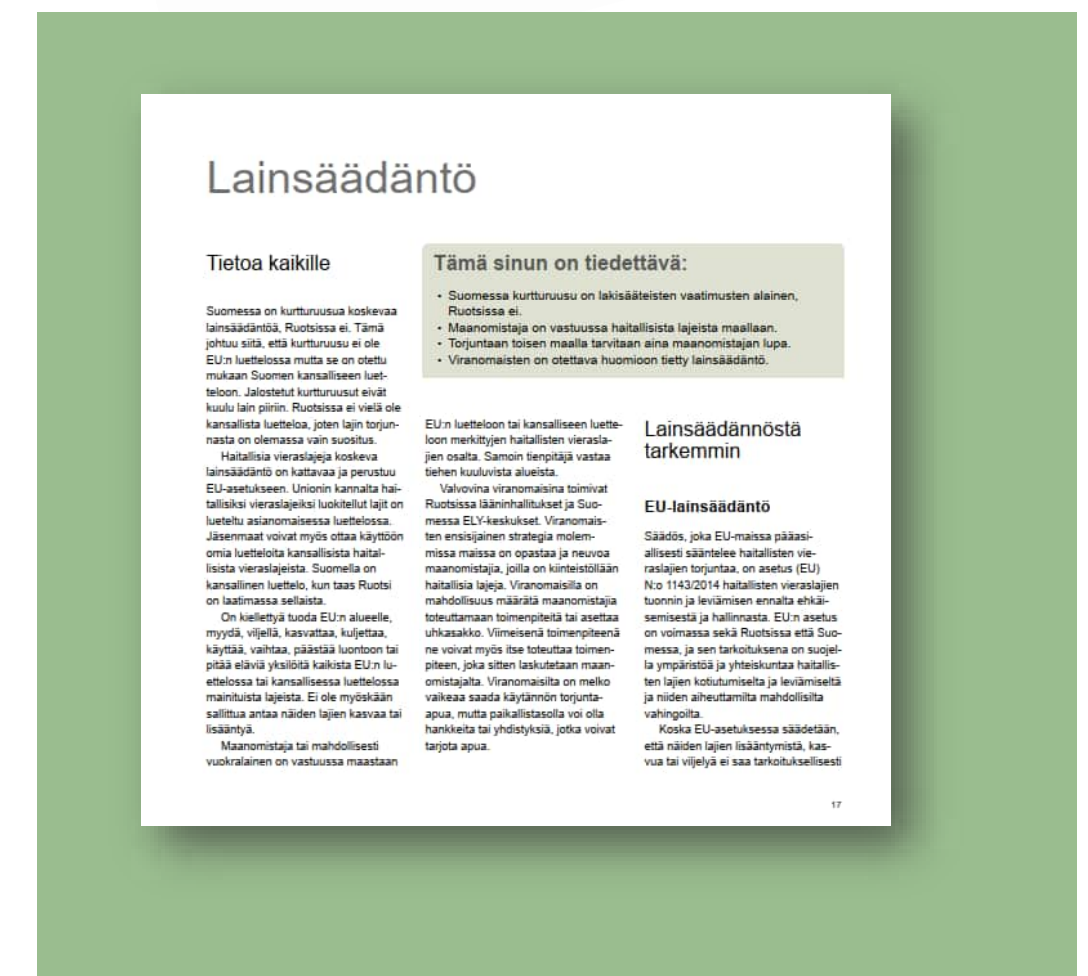 Lainsäädäntö
Tietoa kaikille
Suomessa on kurtturuusua koskevaa
lainsäädäntöä, Ruotsissa ei. Tämä
johtuu siitä, että kurtturuusu ei ole
EU:n luettelossa mutta se on otettu
mukaan Suomen kansalliseen luet-
teloon. Jalostetut kurtturuusut eivät
kuulu lain piiriin. Ruotsissa ei vielä ole
kansallista luetteloa, joten lajin torjun-
nasta on olemassa vain suositus.
Haitallisia vieraslajeja koskeva
lainsäädäntö on kattavaa ja perustuu
EU-asetukseen. Unionin kannalta hai-
tallisiksi vieraslajeiksi luokitellut lajit on
lueteltu asianomaisessa luettelossa.
Jäsenmaat voivat myös ottaa käyttöön
omia luetteloita kansallisista haital-
lisista vieraslajeista. Suomella on
kansallinen luettelo, kun taas Ruotsi
on laatimassa sellaista.
On kiellettyä tuoda EU:n alueelle,
myydä, viljellä, kasvattaa, kuljettaa,
käyttää, vaihtaa, päästää luontoon tai
pitää eläviä yksilöitä kaikista EU:n lu-
ettelossa tai kansallisessa luettelossa
mainituista lajeista. Ei ole myöskään
sallittua antaa näiden lajien kasvaa tai
lisääntyä.
Maanomistaja tai mahdollisesti
vuokralainen on vastuussa maastaan
Tämä sinun on tiedettävä:
• Suomessa kurtturuusu on lakisääteisten vaatimusten alainen,
Ruotsissa ei.
• Maanomistaja on vastuussa haitallisista lajeista maallaan.
• Torjuntaan toisen maalla tarvitaan aina maanomistajan lupa.
• Viranomaisten on otettava huomioon tietty lainsäädäntö.
EU:n luetteloon tai kansalliseen luette-
loon merkittyjen haitallisten vierasla-
jien osalta. Samoin tienpitäjä vastaa
tiehen kuuluvista alueista.
Valvovina viranomaisina toimivat
Ruotsissa lääninhallitukset ja Suo-
messa ELY-keskukset. Viranomais-
ten ensisijainen strategia molem-
missa maissa on opastaa ja neuvoa
maanomistajia, joilla on kiinteistöllään
haitallisia lajeja. Viranomaisilla on
mahdollisuus määrätä maanomistajia
toteuttamaan toimenpiteitä tai asettaa
uhkasakko. Viimeisenä toimenpiteenä
ne voivat myös itse toteuttaa toimen-
piteen, joka sitten laskutetaan maan-
omistajalta. Viranomaisilta on melko
vaikeaa saada käytännön torjunta-
apua, mutta paikallistasolla voi olla
hankkeita tai yhdistyksiä, jotka voivat
tarjota apua.
Lainsäädännöstä
tarkemmin
EU-lainsäädäntö
Säädös, joka EU-maissa pääasi-
allisesti sääntelee haitallisten vie-
raslajien torjuntaa, on asetus (EU)
N:o 1143/2014 haitallisten vieraslajien
tuonnin ja leviämisen ennalta ehkäi-
semisestä ja hallinnasta. EU:n asetus
on voimassa sekä Ruotsissa että Suo-
messa, ja sen tarkoituksena on suojel-
la ympäristöä ja yhteiskuntaa haitallis-
ten lajien kotiutumiselta ja leviämiseltä
ja niiden aiheuttamilta mahdollisilta
vahingoilta.
Koska EU-asetuksessa säädetään,
että näiden lajien lisääntymistä, kas-
vua tai viljelyä ei saa tarkoituksellisesti
17